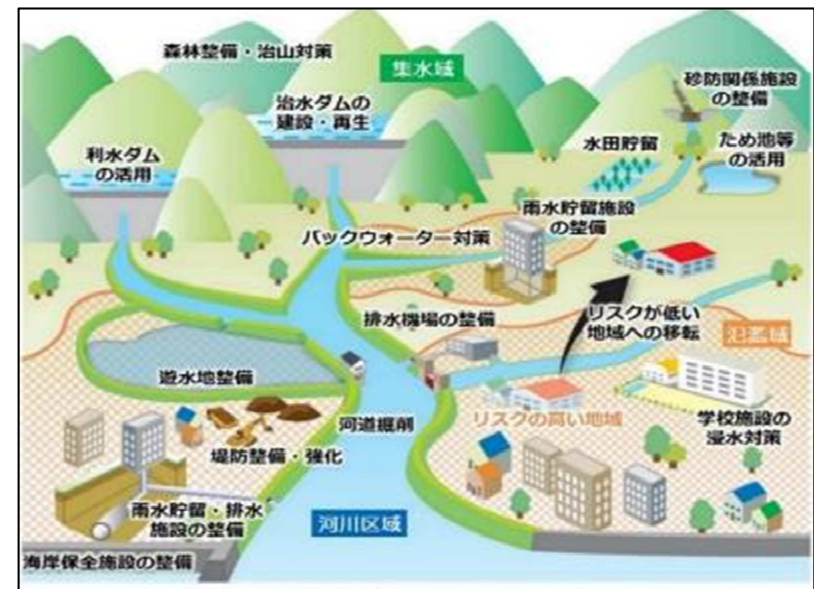 森林整備・治山対策
集水域
砂防関係施設
の整備
治水ダムの
建設・再生
水田貯留
ため池等
の活用
利水ダム
の活用
雨水貯留施設
の整備
バックウォーター対策
排水機場の整備
リスクが低い
地域への移転
氾濫域
遊水地整備
リスクの高い地域
学校施設の
浸水対策
河道掘削
堤防整備・強化
雨水貯留・排水
施設の整備
河川区域
海岸保全施設の整備